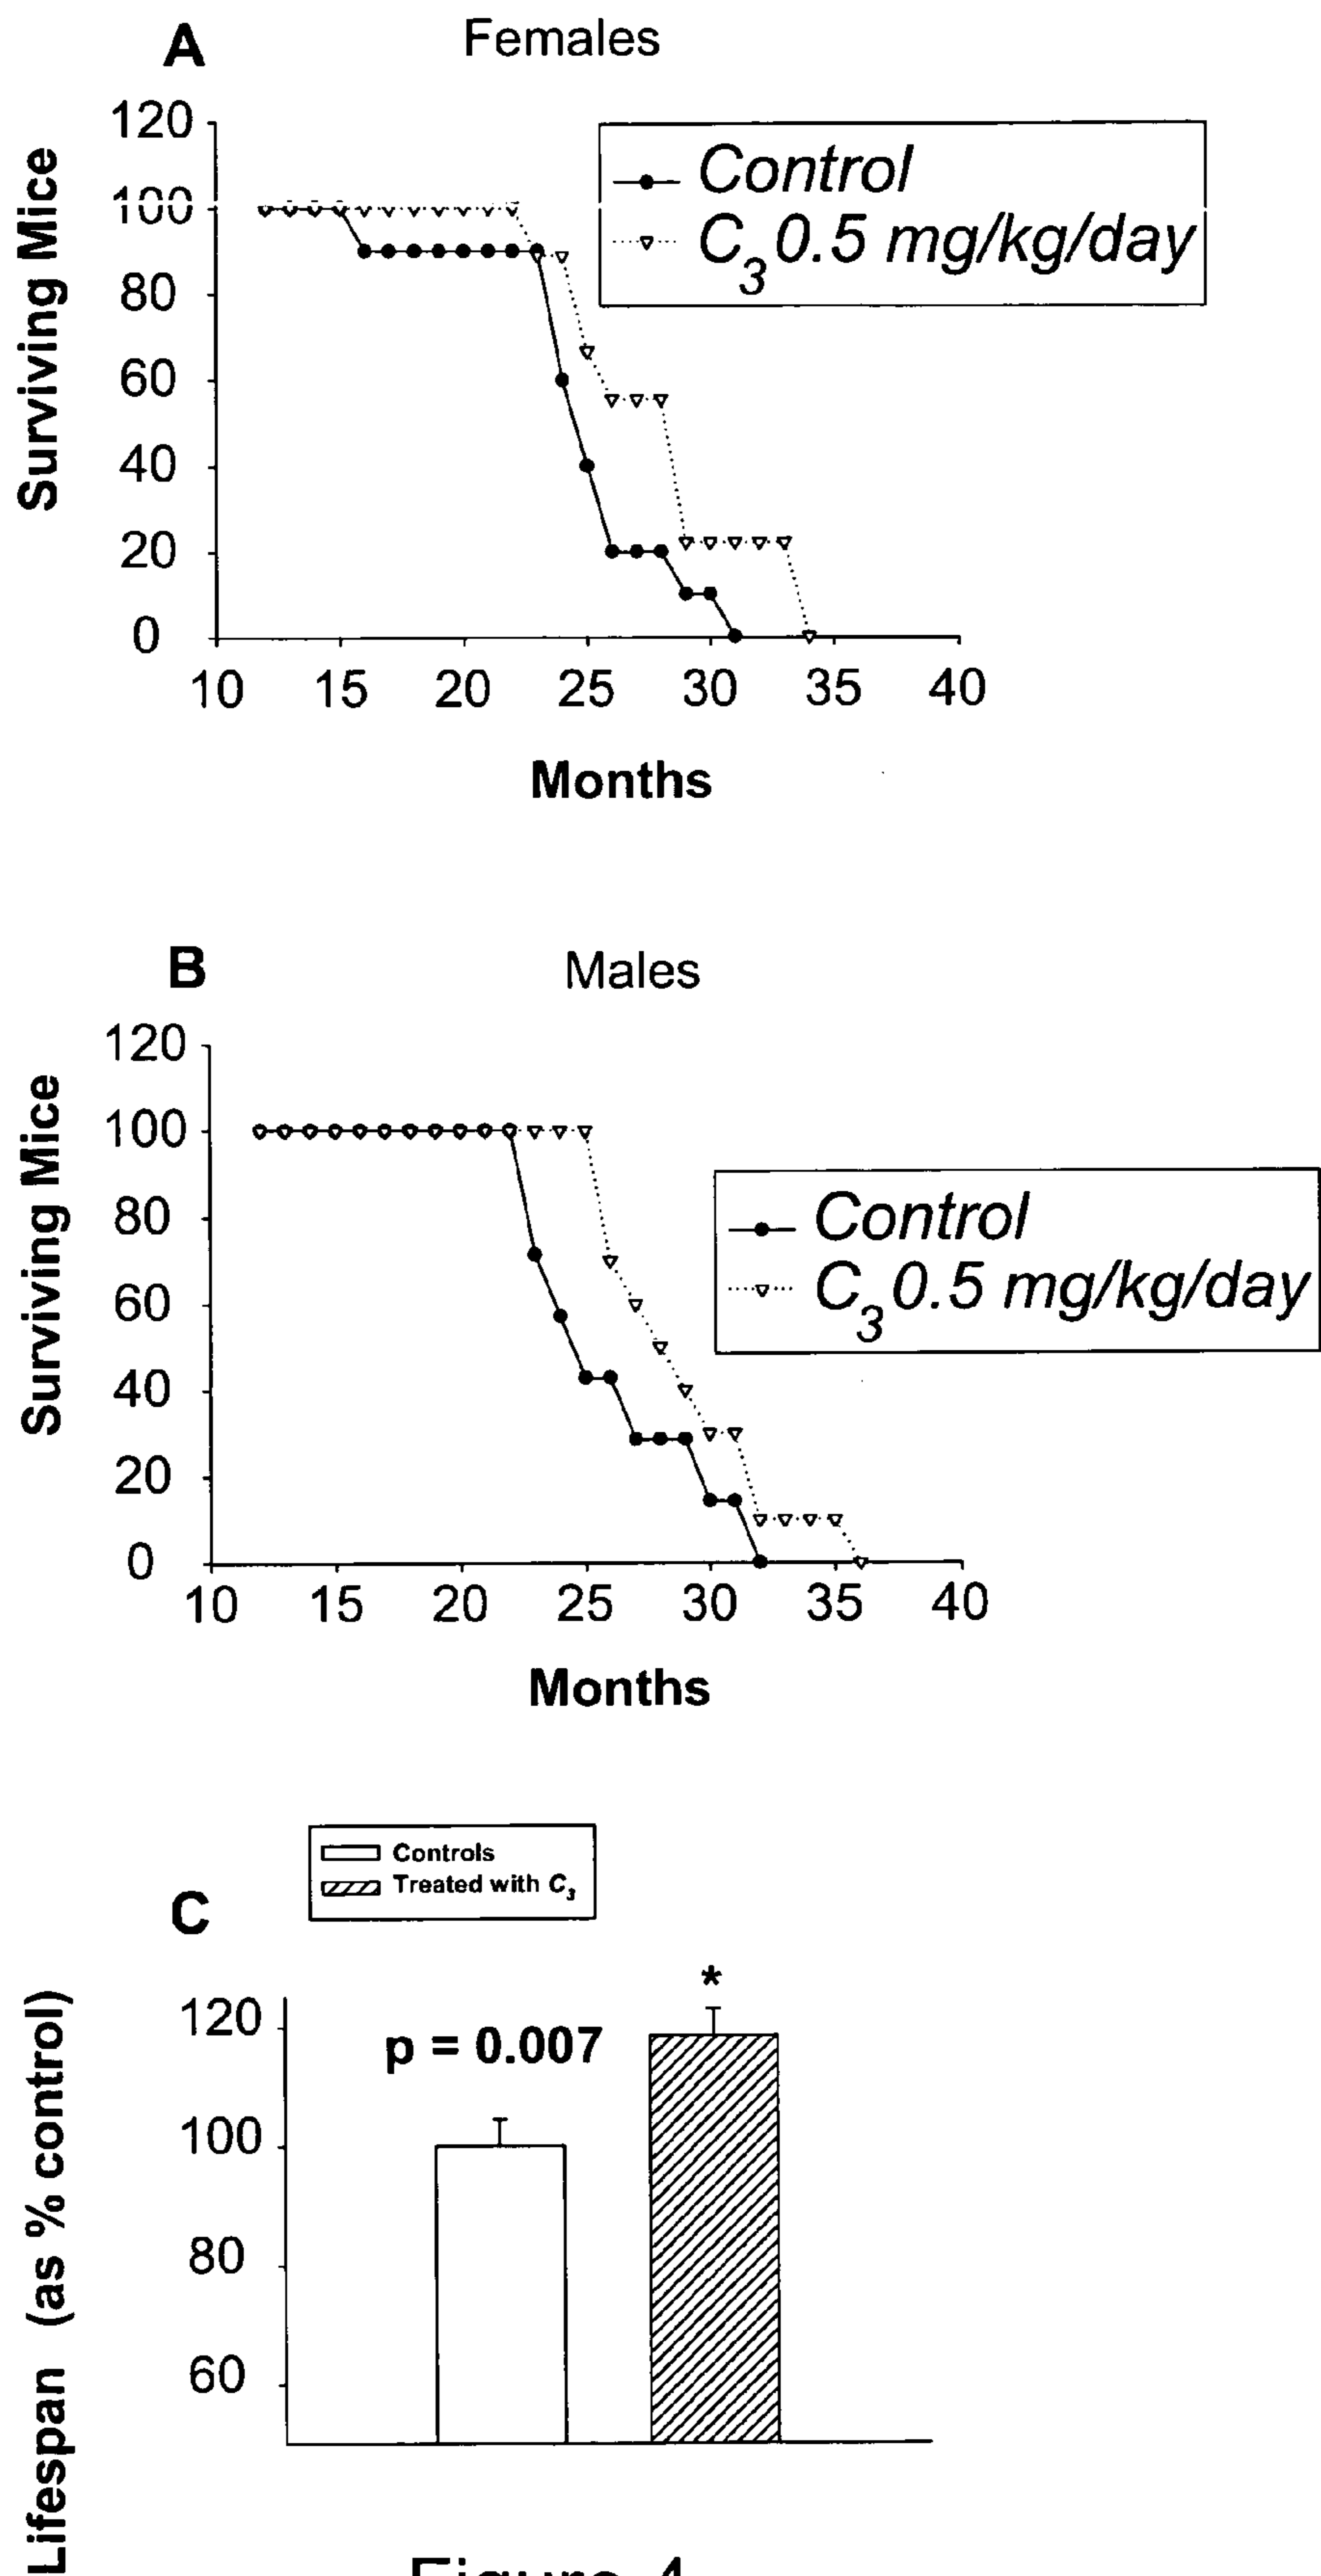 A
Females
120
100
80
60
40
20
0
Surviving Mice
Control
C3 0.5 mg/kg/day
10 15 20 25 30 35 40
Months
B
Males
120
100
80
60
40
20
0
Surviving Mice
Control
C3 0.5 mg/kg/day
10 15 20 25 30 35 40
Months
Controls
Treated with C3
C
*
p = 0.007
120
100
80
60
Lifespan (as % control)